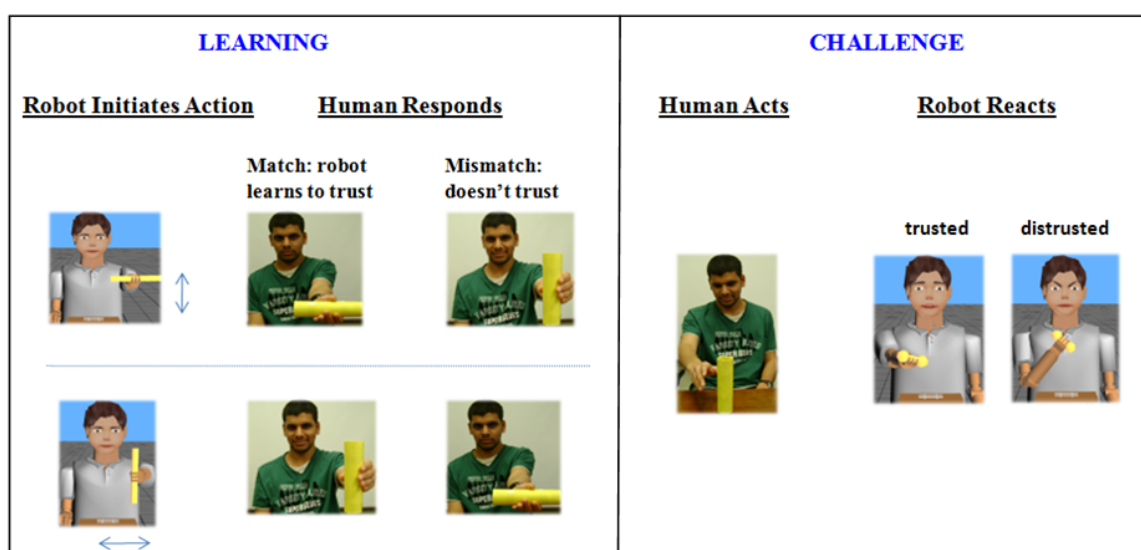 LEARNING
CHALLENGE
Robot Initiates Action
Human Responds
Human Acts
Robot Reacts
Match: robot
learns to trust
Mismatch:
doesn't trust
trusted
distrusted